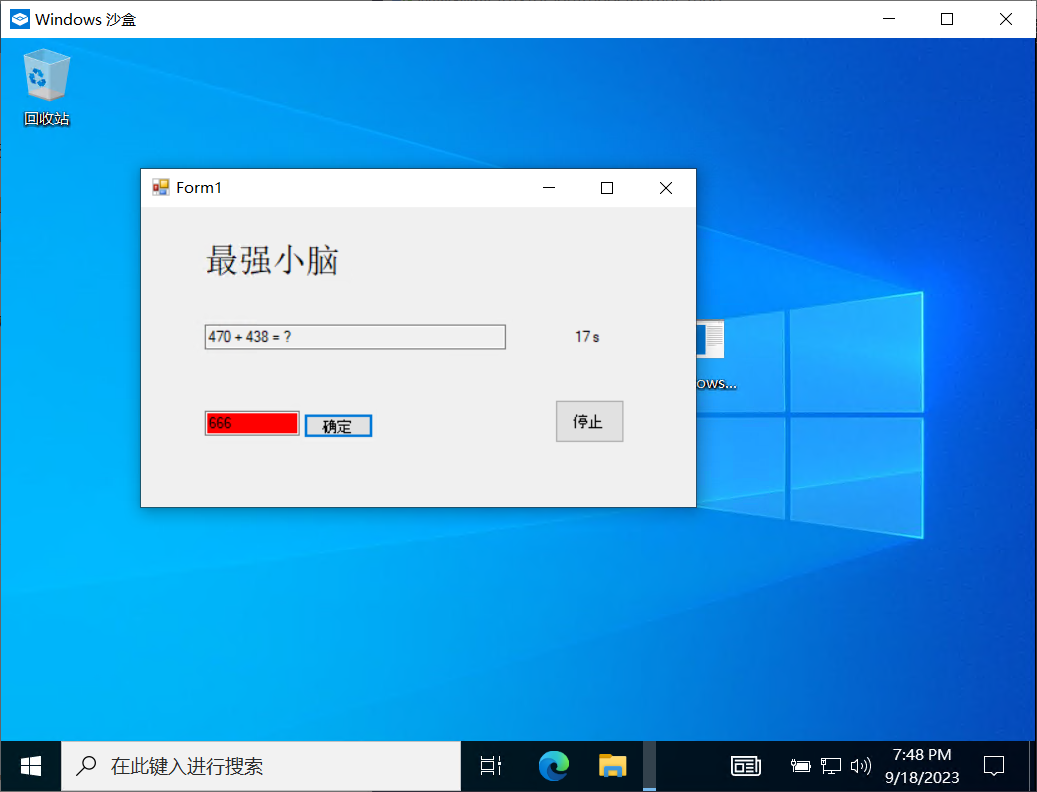 Windows 沙盒
回收站
Form1
最强小脑
470 + 438 = ?
17 s
ows...
666
确定
停止
在此键入进行搜索
7:48 PM
9/18/2023